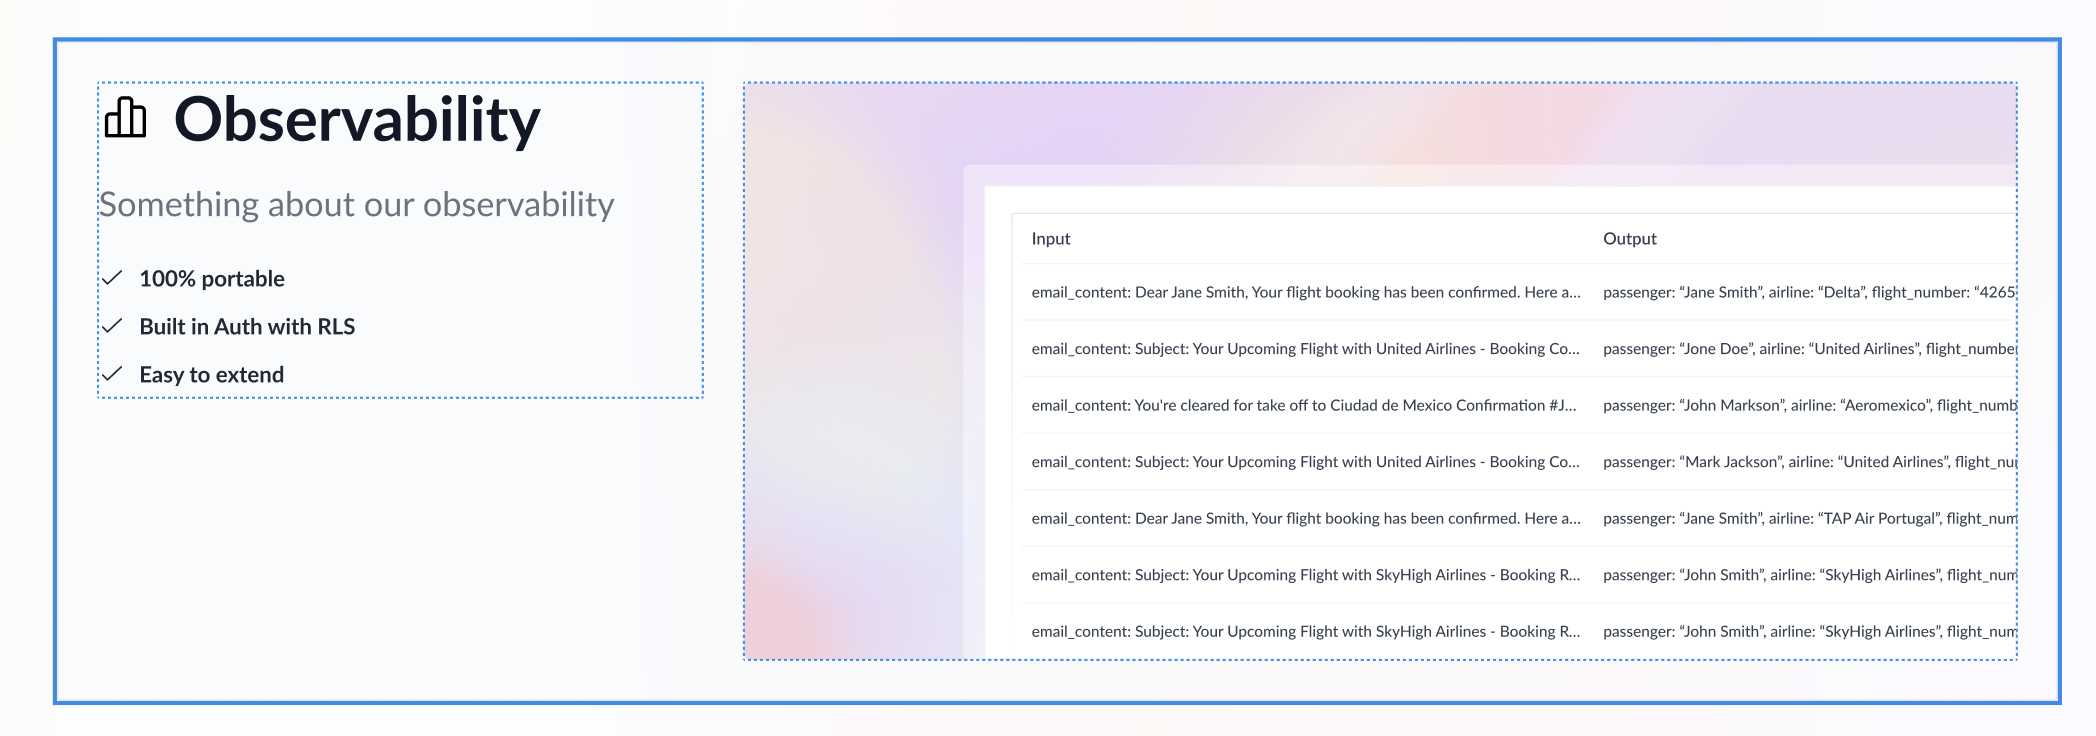 Observability
Something about our observability
100% portable
Built in Auth with RLS
Easy to extend
Input Output
email_content: Dear Jane Smith, Your flight booking has been confirmed. Here a... passenger: “Jane Smith”, airline: “Delta”, flight_number: “4265
email_content: Subject: Your Upcoming Flight with United Airlines - Booking Co... passenger: “Jone Doe”, airline: “United Airlines”, flight_number
email_content: You're cleared for take off to Ciudad de Mexico Confirmation #J... passenger: “John Markson”, airline: “Aeromexico”, flight_numb
email_content: Subject: Your Upcoming Flight with United Airlines - Booking Co... passenger: “Mark Jackson”, airline: “United Airlines”, flight_nu
email_content: Dear Jane Smith, Your flight booking has been confirmed. Here a... passenger: “Jane Smith”, airline: “TAP Air Portugal”, flight_num
email_content: Subject: Your Upcoming Flight with SkyHigh Airlines - Booking R... passenger: “John Smith”, airline: “SkyHigh Airlines”, flight_num
email_content: Subject: Your Upcoming Flight with SkyHigh Airlines - Booking R... passenger: “John Smith”, airline: “SkyHigh Airlines”, flight_num